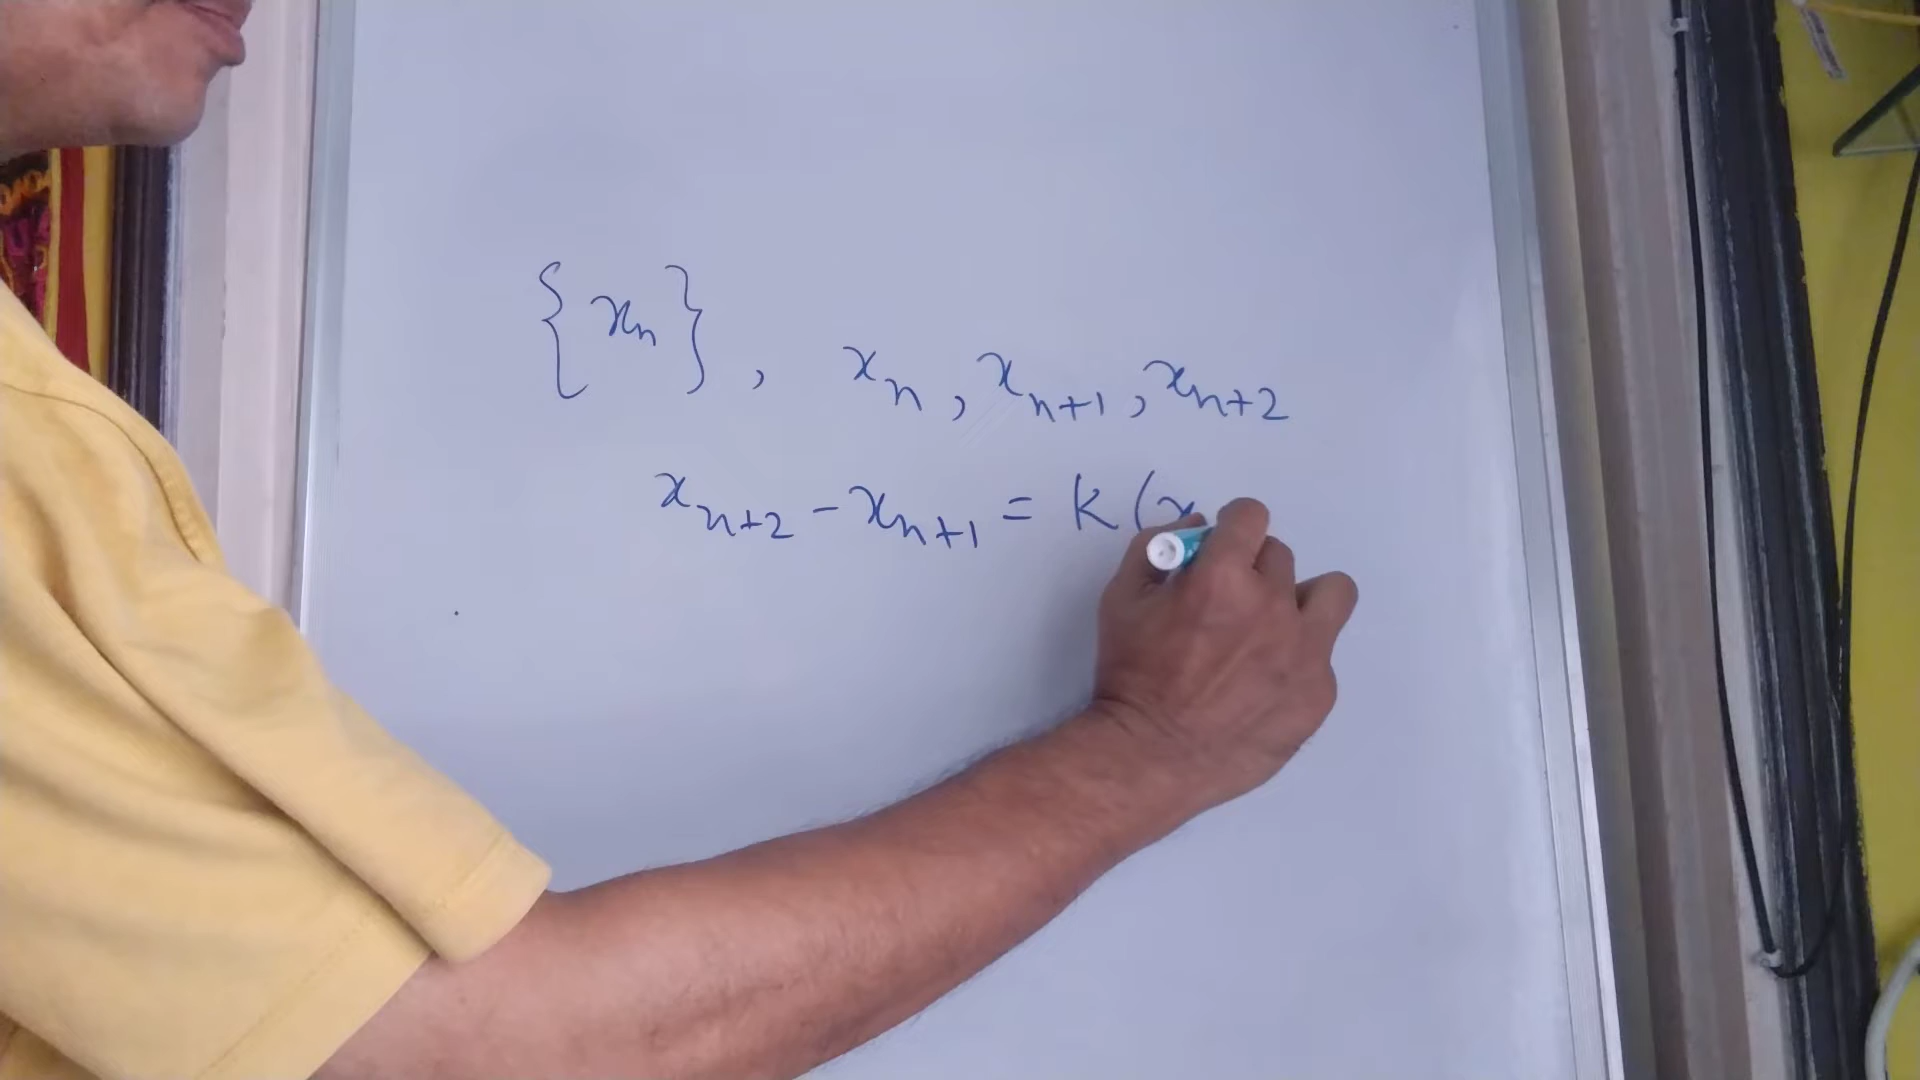 {xₙ}, xₙ, xₙ₊₁, xₙ₊₂
xₙ₊₂ - xₙ₊₁ = k(x